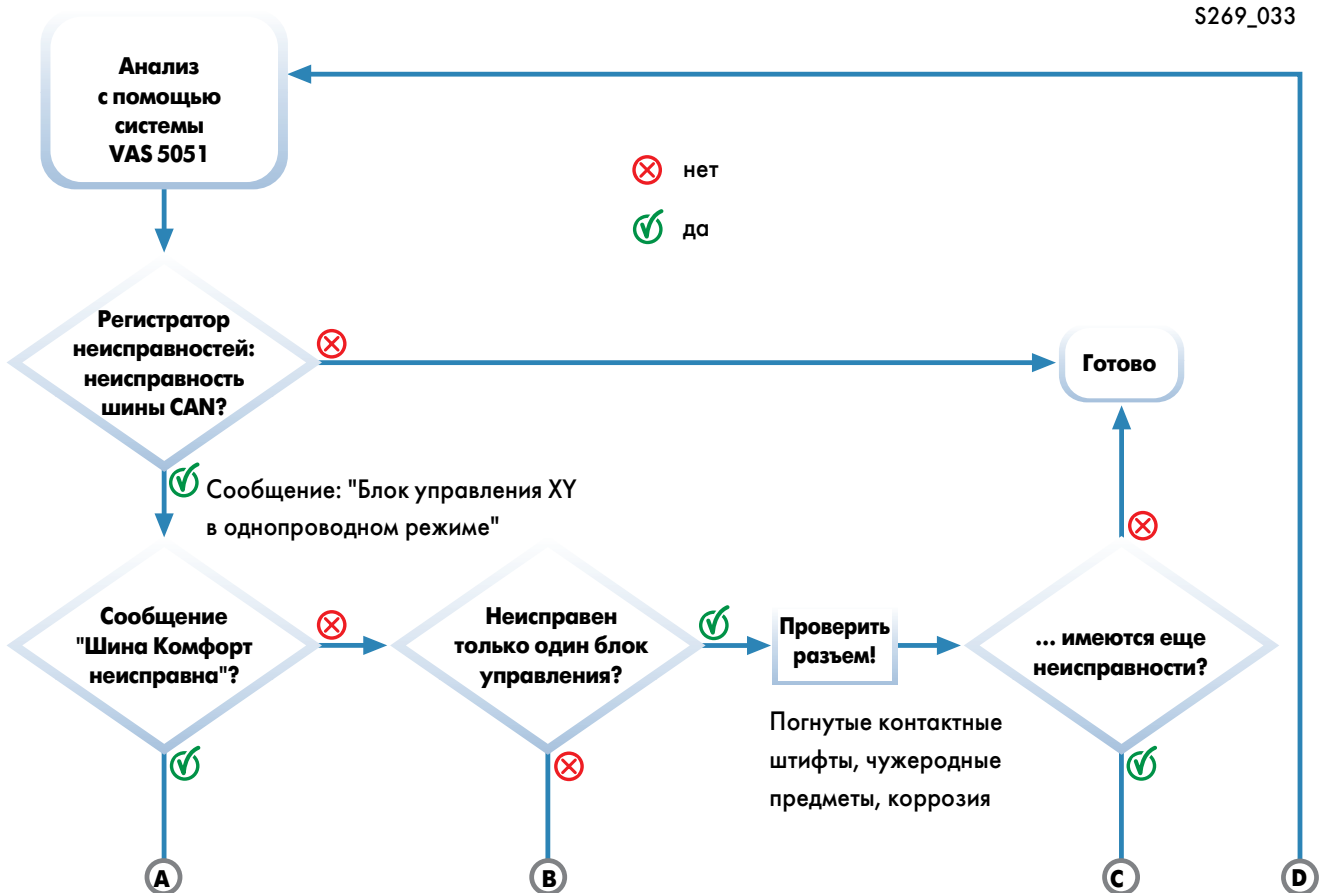 S269_033
Анализ
с помощью
системы
VAS 5051
нет
да
Регистратор
неисправностей:
неисправность
шины CAN?
Готово
Сообщение: "Блок управления XY
в однопроводном режиме"
Сообщение
"Шина Комфорт
неисправна"?
Неисправен
только один блок
управления?
Проверить
разъем!
... имеются еще
неисправности?
Погнутые контактные
штифты, чужеродные
предметы, коррозия
A
B
C
D